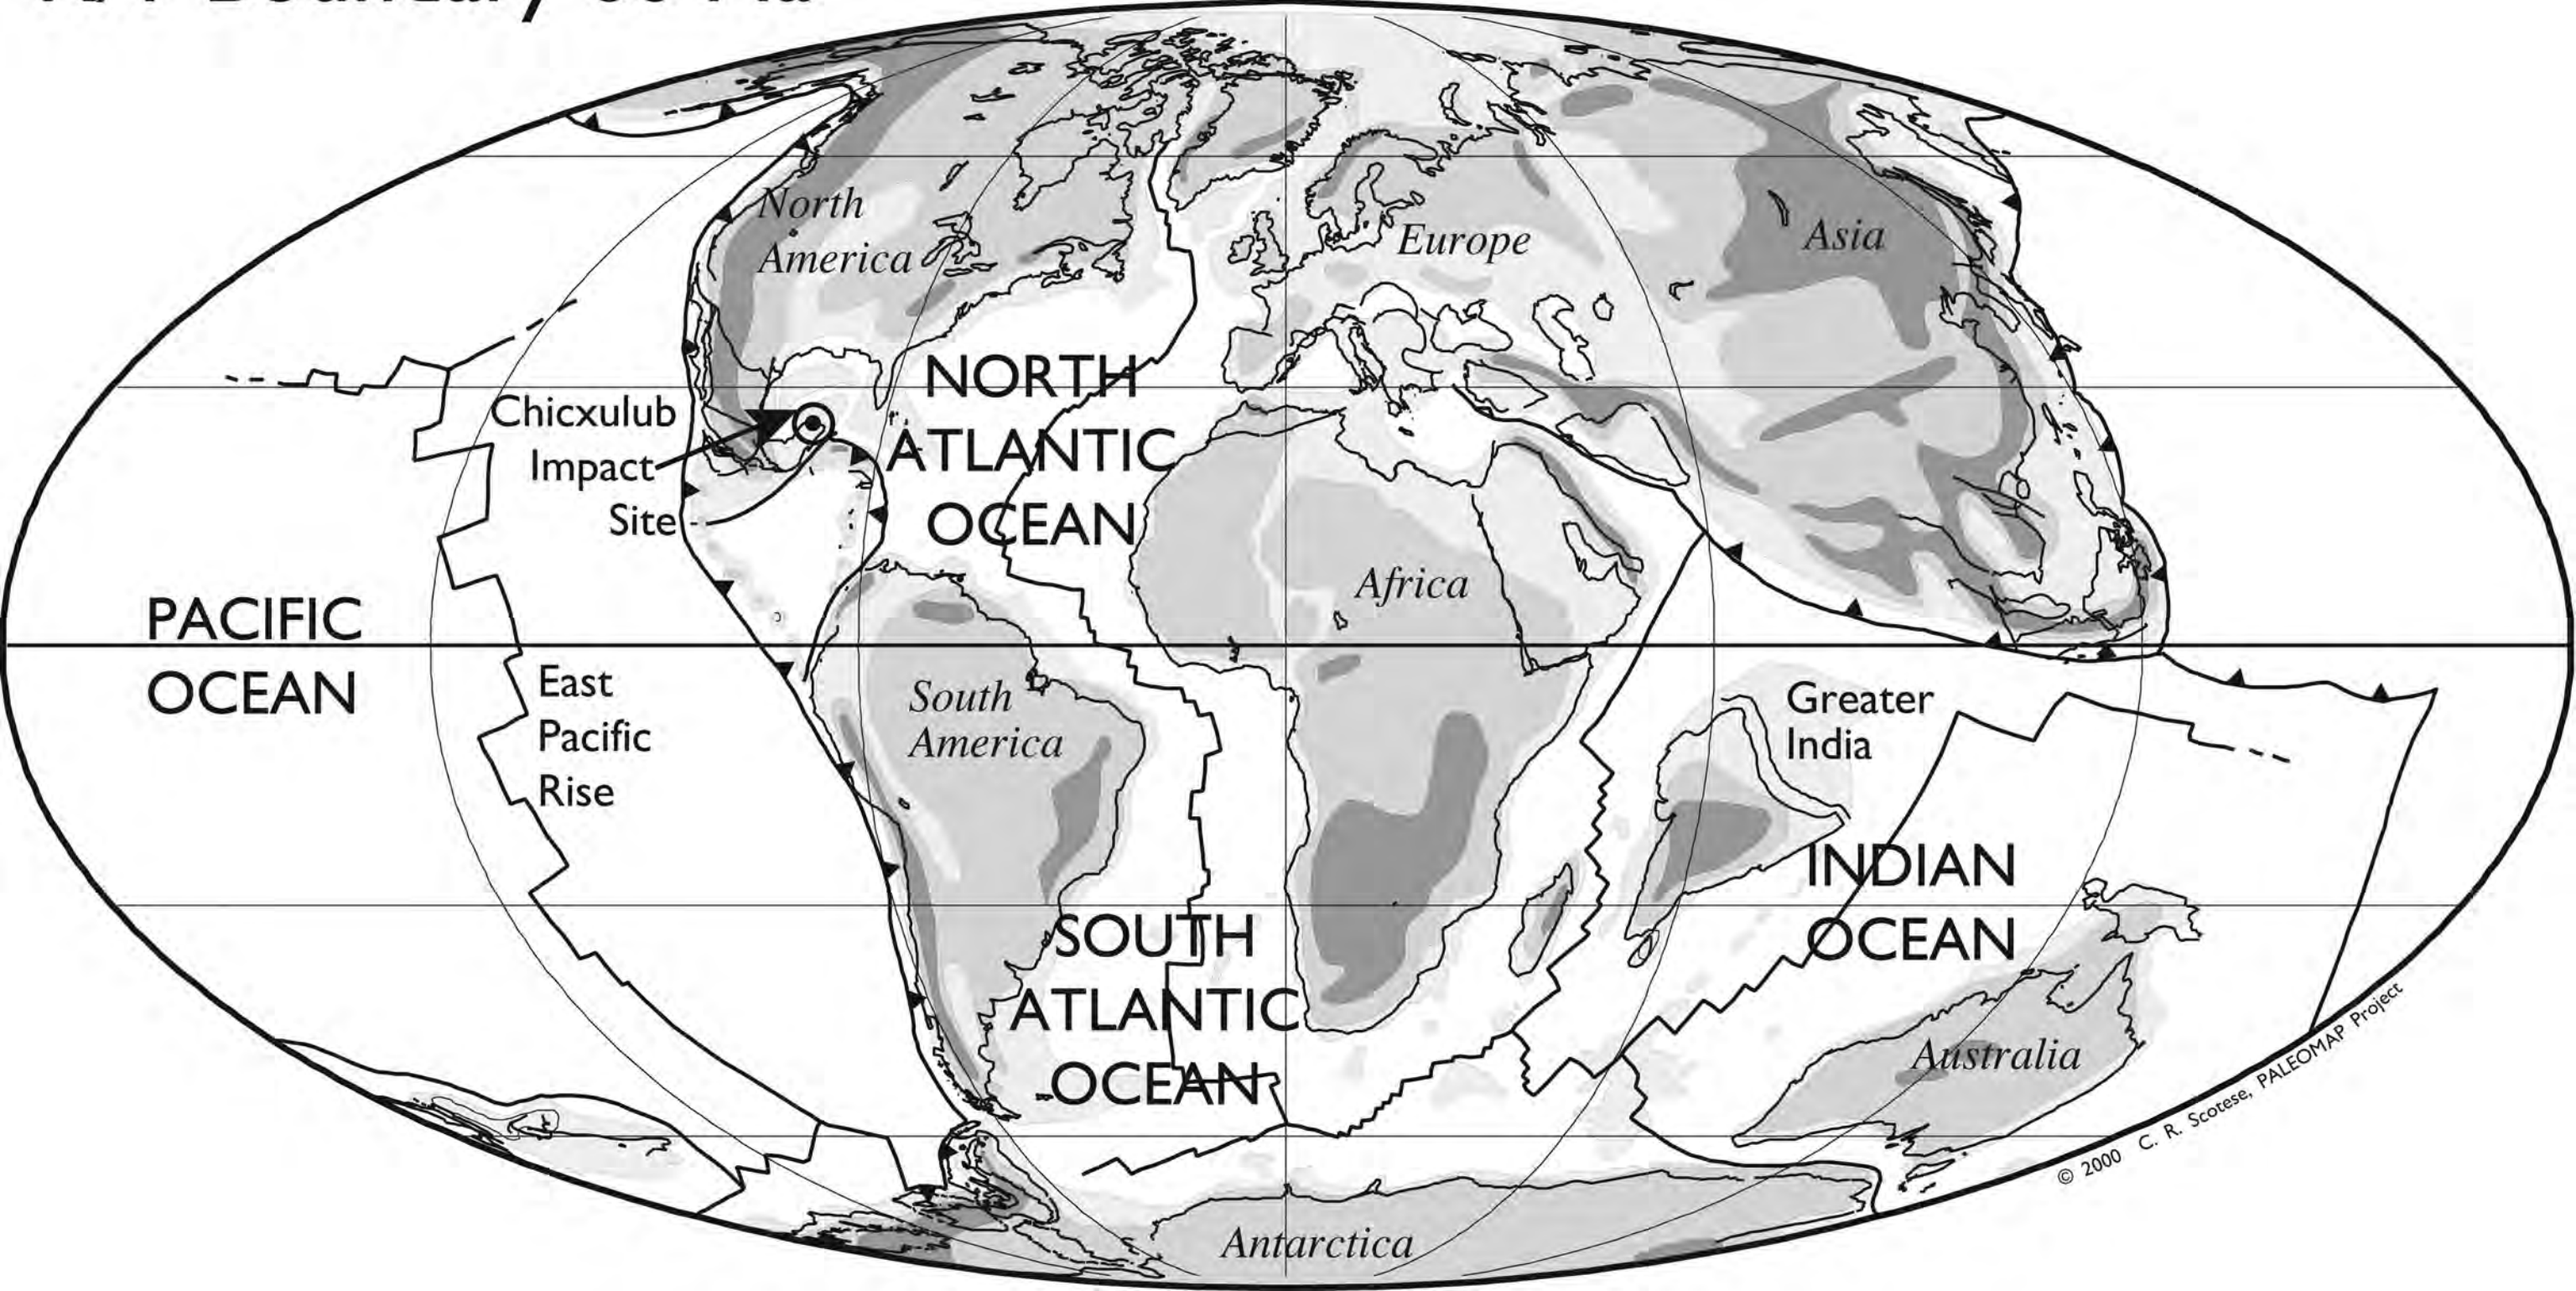 Boundary
North
America
Europe
Asia
NORTH
ATLANTIC
OCEAN
Chicxulub
Impact
Site
Africa
PACIFIC
OCEAN
East
Pacific
Rise
South
America
Greater
India
INDIAN
OCEAN
SOUTH
ATLANTIC
OCEAN
Australia
Antarctica
© 2000 C. R. Scotese, PALEOMAP Project